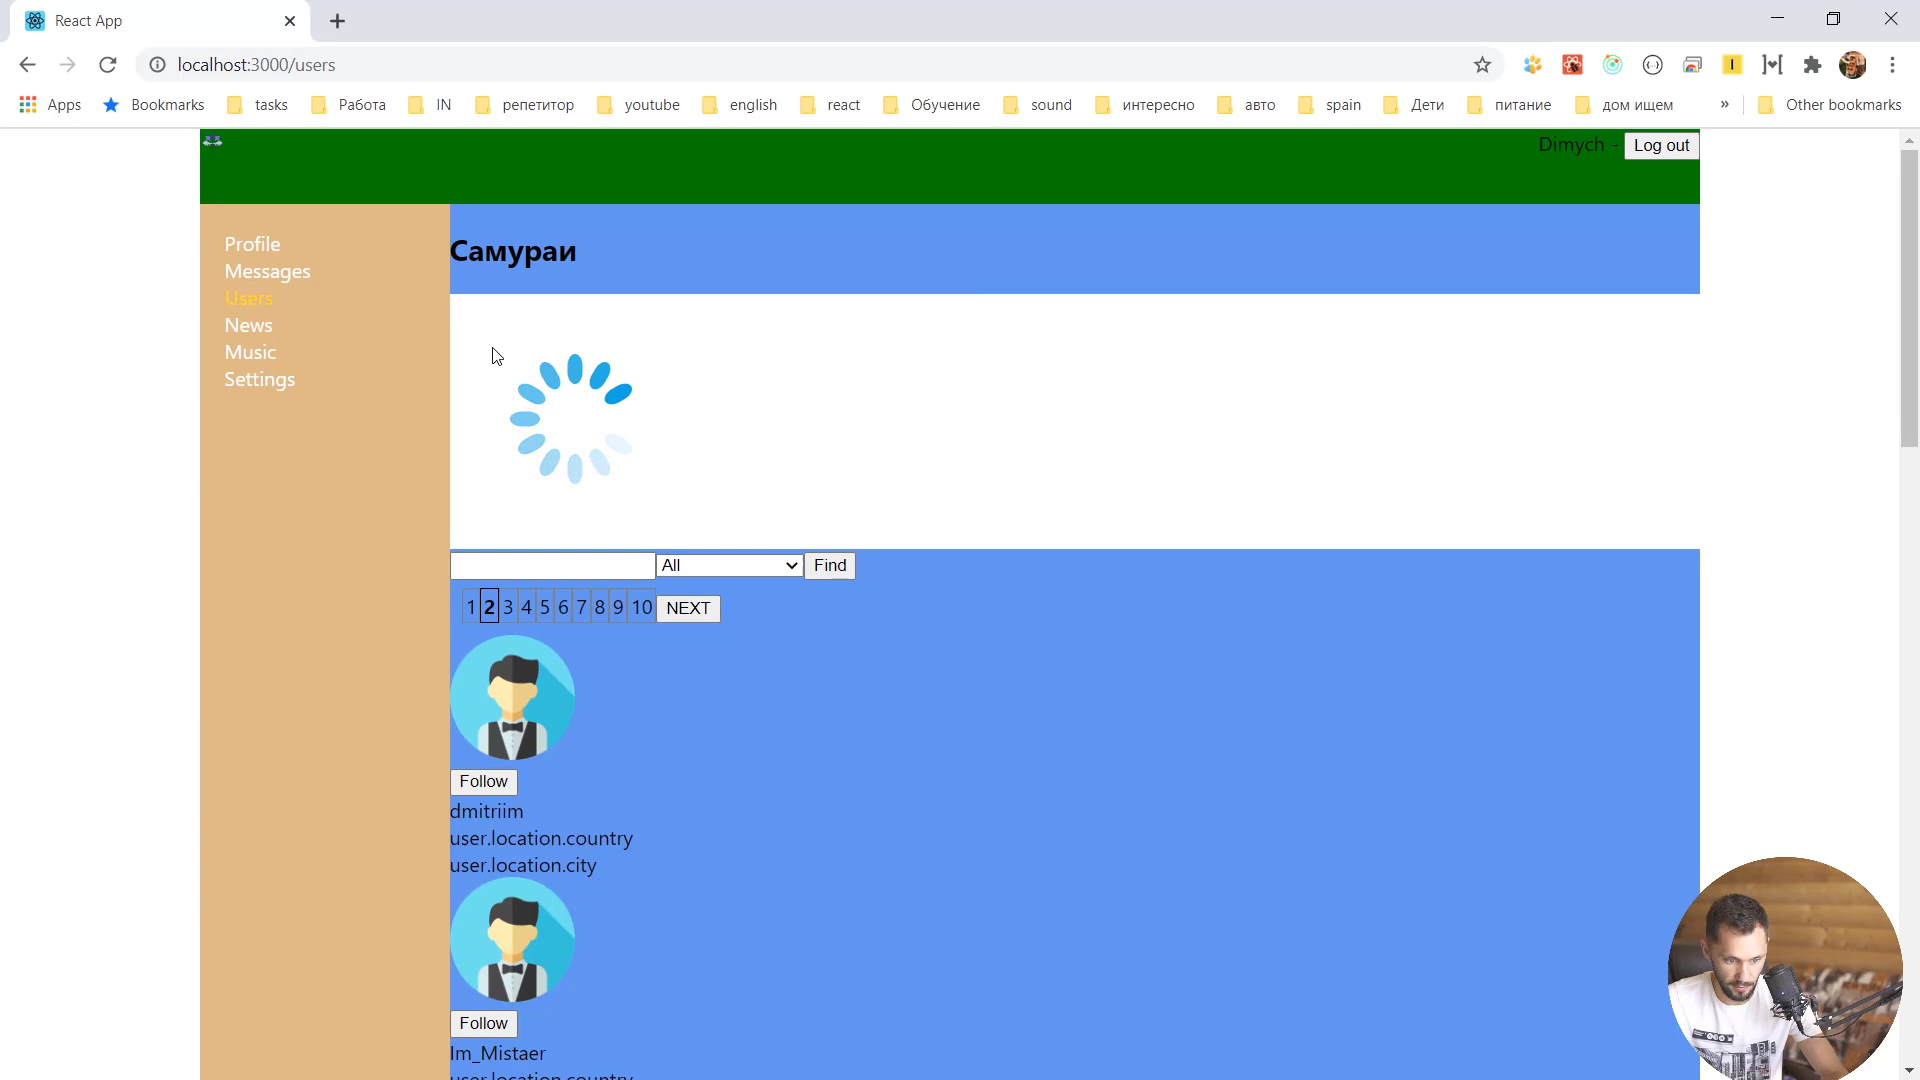 React App
localhost:3000/users
Apps Bookmarks tasks Работа IN репетитор youtube english react Обучение sound интересно авто spain Дети питание дом ищем » Other bookmarks
Dimych - Log out
Profile
Messages
Users
News
Music
Settings
Самураи
All Find
1 2 3 4 5 6 7 8 9 10 NEXT
Follow
dmitriim
user.location.country
user.location.city
Follow
Im_Mistaer
user.location.country